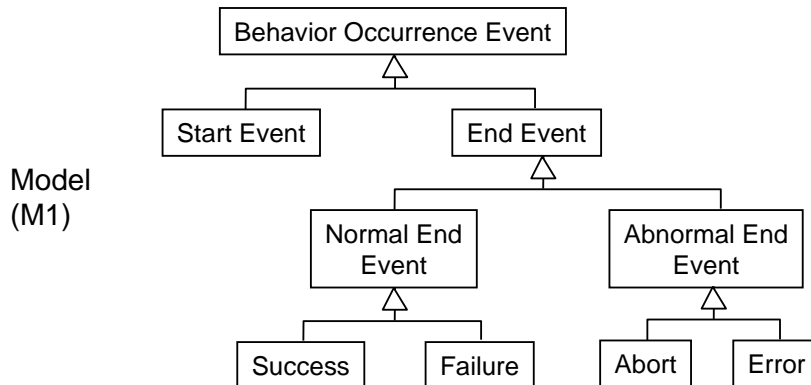 Behavior Occurrence Event
Start Event
End Event
Model
(M1)
Normal End
Event
Abnormal End
Event
Success
Failure
Abort
Error